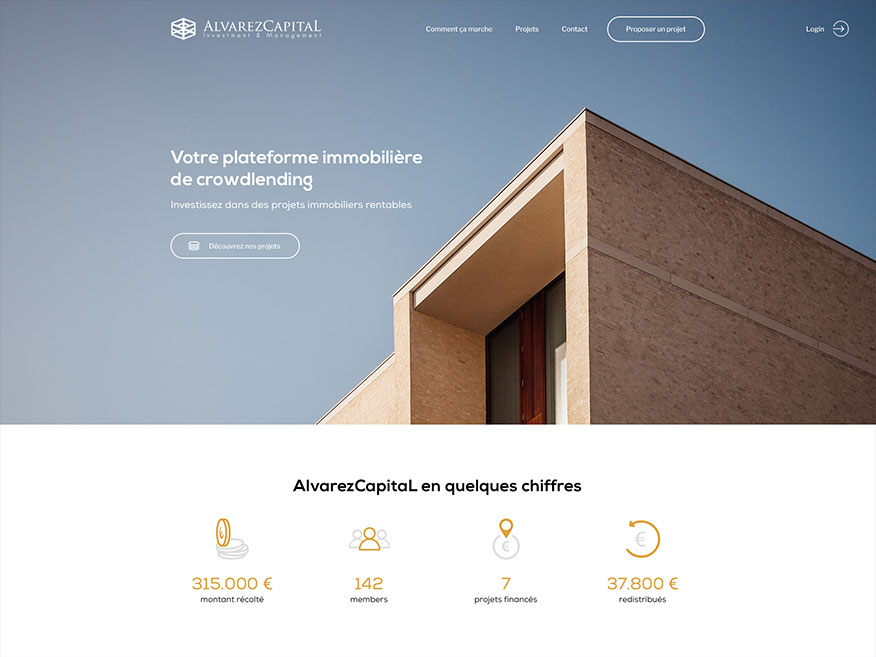 ALVAREZCAPITAL
Investment & Management
Comment ça marche
Projets
Contact
Proposer un projet
Login
Votre plateforme immobilière
de crowdlending
Investissez dans des projets immobiliers rentables
Découvrez nos projets
AlvarezCapitaL en quelques chiffres
315.000 €
montant récolté
142
members
€
7
projets financés
€
37.800 €
redistribués